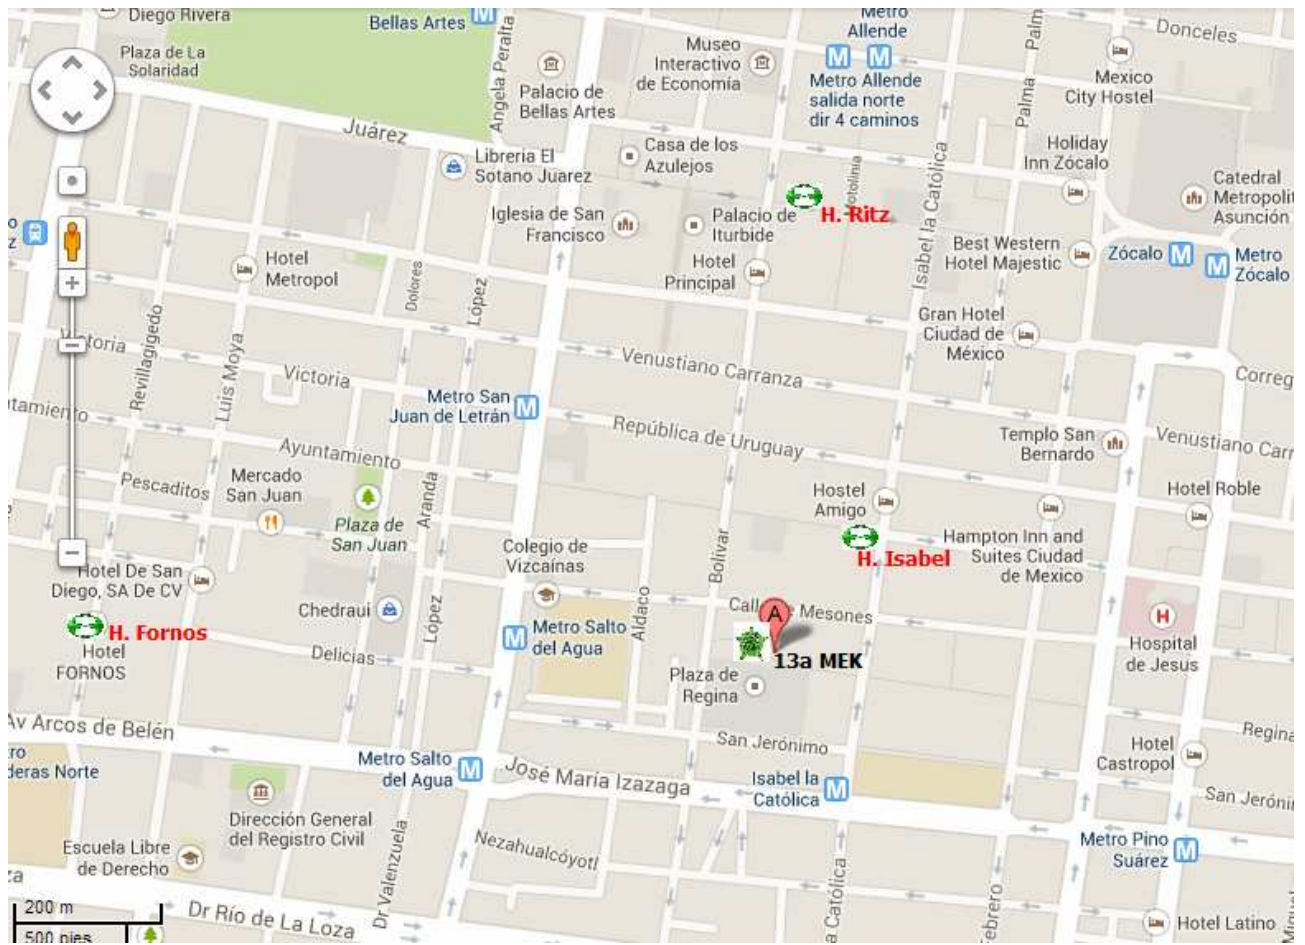 Diego Rivera
Bellas Artes
Angela Peralta
Plaza de La
Solaridad
Palacio de
Bellas Artes
Museo
Interactivo
de Economía
Metro
Allende
Metro Allende
salida norte
dir 4 caminos
Palma
Palm
Donceles
Mexico
City Hostel
Juárez
Libreria El
Sotano Juarez
Casa de los
Azulejos
Holiday
Inn Zócalo
Catedral
Metropolit
Asunción
Iglesia de San
Francisco
Palacio de
Iturbide
H. Ritz
Isabel la Católica
Best Western
Hotel Majestic
Zócalo
Metro
Zócalo
z
Hotel
Metropol
Dolores
López
Hotel
Principal
Gran Hotel
Ciudad de
México
Victoria
Revillagigedo
Luis Moya
Victoria
Venustiano Carranza
Correg
Metro San
Juan de Letrán
ntamiento
Ayuntamiento
República de Uruguay
Templo San
Bernardo
Venustiano Carr
Pescaditos
Mercado
San Juan
Aranda
Plaza de
San Juan
Hostel
Amigo
Hotel Roble
H. Isabel
Hampton Inn and
Suites Ciudad
de Mexico
Colegio de
Vizcaínas
Bolivar
Hotel De San
Diego, SA De CV
Chedraui
López
Aldaco
Calle de Mesones
A
H. Fornos
Hotel
FORNOS
Delicias
Metro Salto
del Agua
13a MEK
H
Hospital
de Jesus
Plaza de
Regina
Av Arcos de Belén
San Jerónimo
Regina
tro
deras Norte
Metro Salto
del Agua
José María Izazaga
Isabel la
Católica
Hotel
Castropol
San Jeróni
Dirección General
del Registro Civil
Escuela Libre
de Derecho
Dr Valenzuela
Nezahualcóyotl
Metro Pino
Suárez
za
Dr Río de La Loza
a Católica
Febrero
Miguel
Hotel Latino
200 m
500 pies